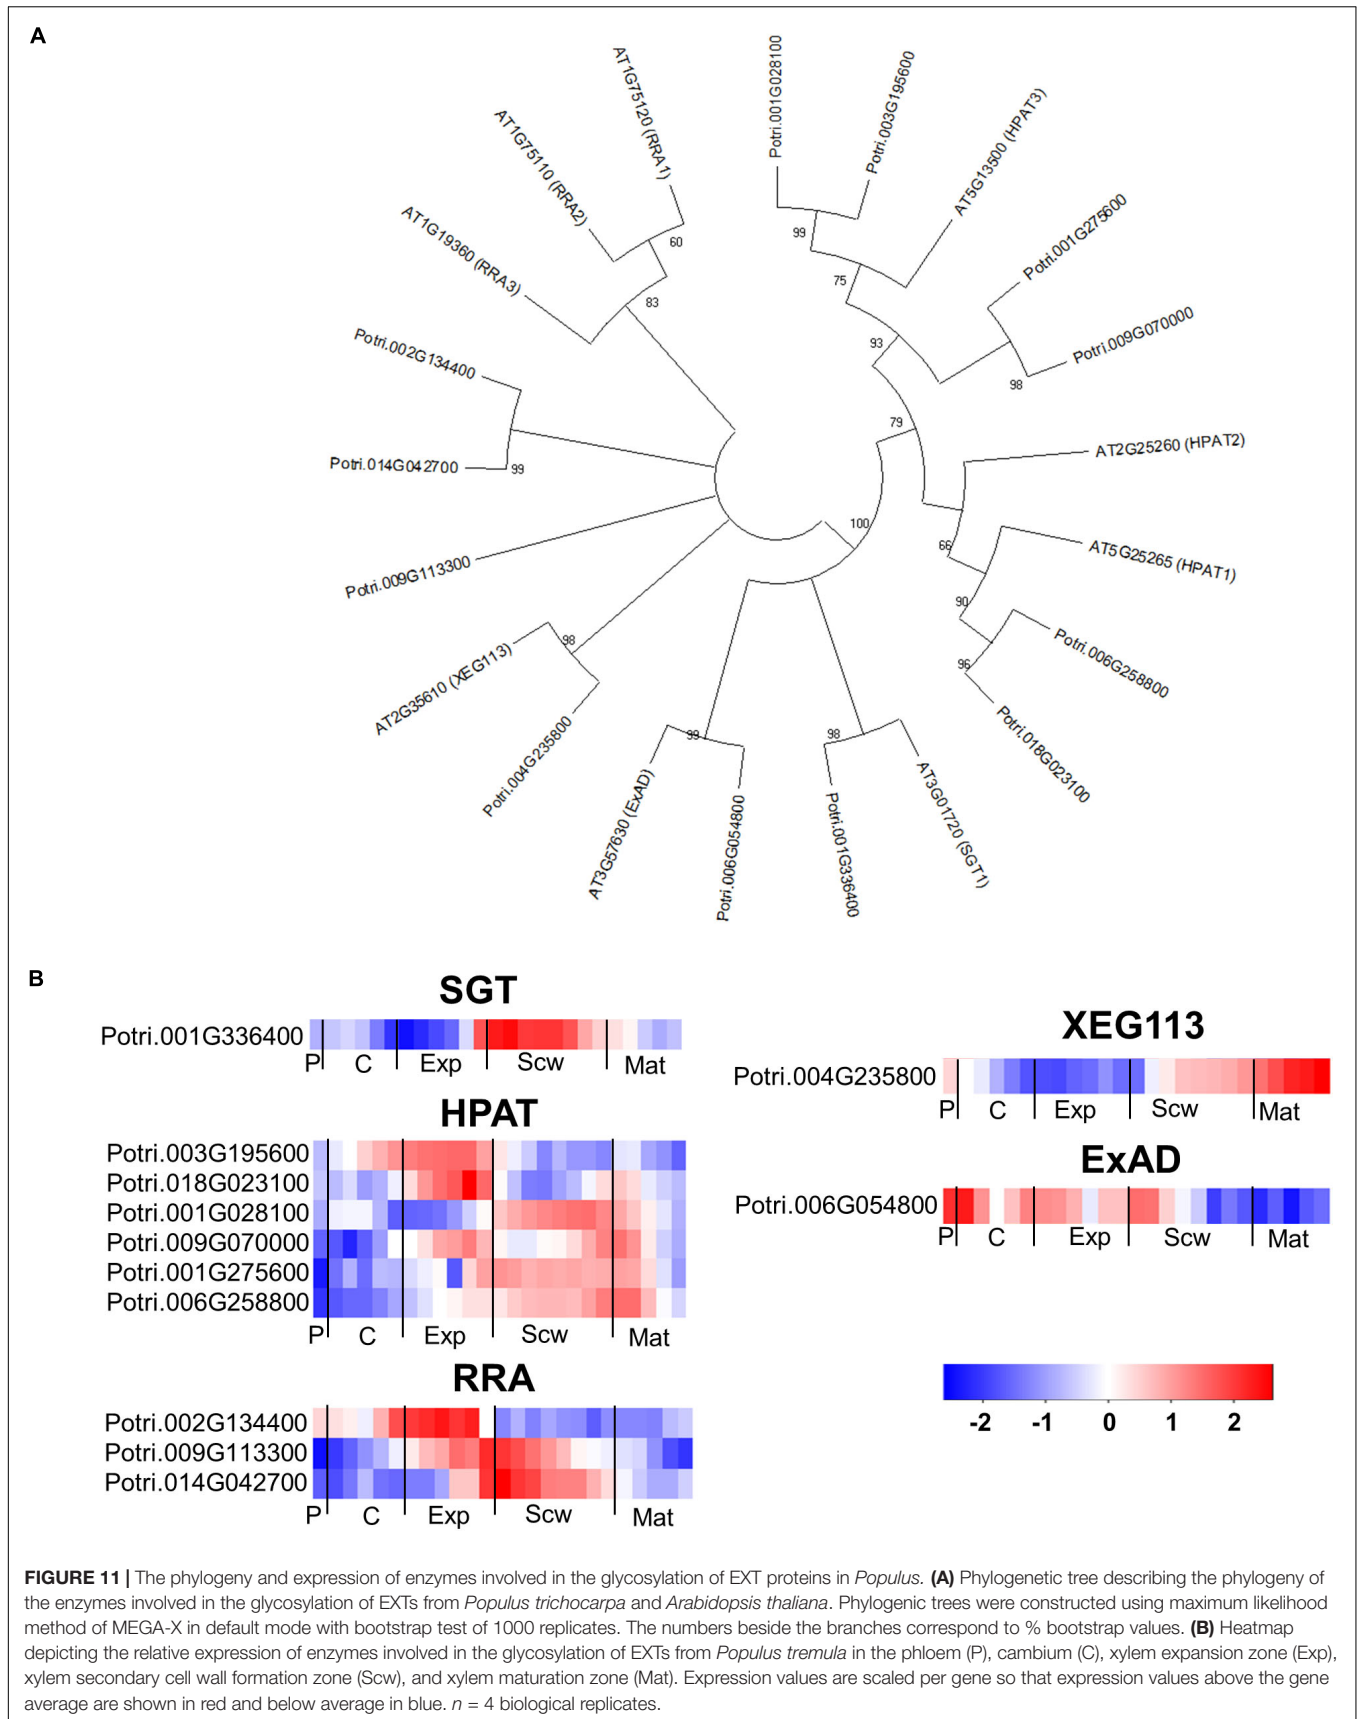 A
AT1G75120 (RRA1)
Potri.001G028100
Potri.003G195600
AT1G75110 (RRA2)
AT5G13500 (HPAT3)
AT1G19360 (RRA3)
Potri.001G275600
60
99
75
83
93
Potri.002G134400
Potri.009G070000
98
79
AT2G25260 (HPAT2)
Potri.014G042700
99
100
66
AT5G25265 (HPAT1)
Potri.009G113300
90
98
96
Potri.006G258800
AT2G35610 (XEG113)
Potri.004G235800
99
98
Potri.018G023100
AT3G57630 (ExAD)
Potri.006G054800
Potri.001G336400
AT3G01720 (SGT1)
B
SGT
Potri.001G336400
P C Exp Scw Mat
HPAT
Potri.003G195600
Potri.018G023100
Potri.001G028100
Potri.009G070000
Potri.001G275600
Potri.006G258800
P C Exp Scw Mat
RRA
Potri.002G134400
Potri.009G113300
Potri.014G042700
P C Exp Scw Mat
XEG113
Potri.004G235800
P C Exp Scw Mat
ExAD
Potri.006G054800
P C Exp Scw Mat
-2 -1 0 1 2
FIGURE 11 | The phylogeny and expression of enzymes involved in the glycosylation of EXT proteins in Populus. (A) Phylogenetic tree describing the phylogeny of
the enzymes involved in the glycosylation of EXTs from Populus trichocarpa and Arabidopsis thaliana. Phylogenic trees were constructed using maximum likelihood
method of MEGA-X in default mode with bootstrap test of 1000 replicates. The numbers beside the branches correspond to % bootstrap values. (B) Heatmap
depicting the relative expression of enzymes involved in the glycosylation of EXTs from Populus tremula in the phloem (P), cambium (C), xylem expansion zone (Exp),
xylem secondary cell wall formation zone (Scw), and xylem maturation zone (Mat). Expression values are scaled per gene so that expression values above the gene
average are shown in red and below average in blue. n = 4 biological replicates.